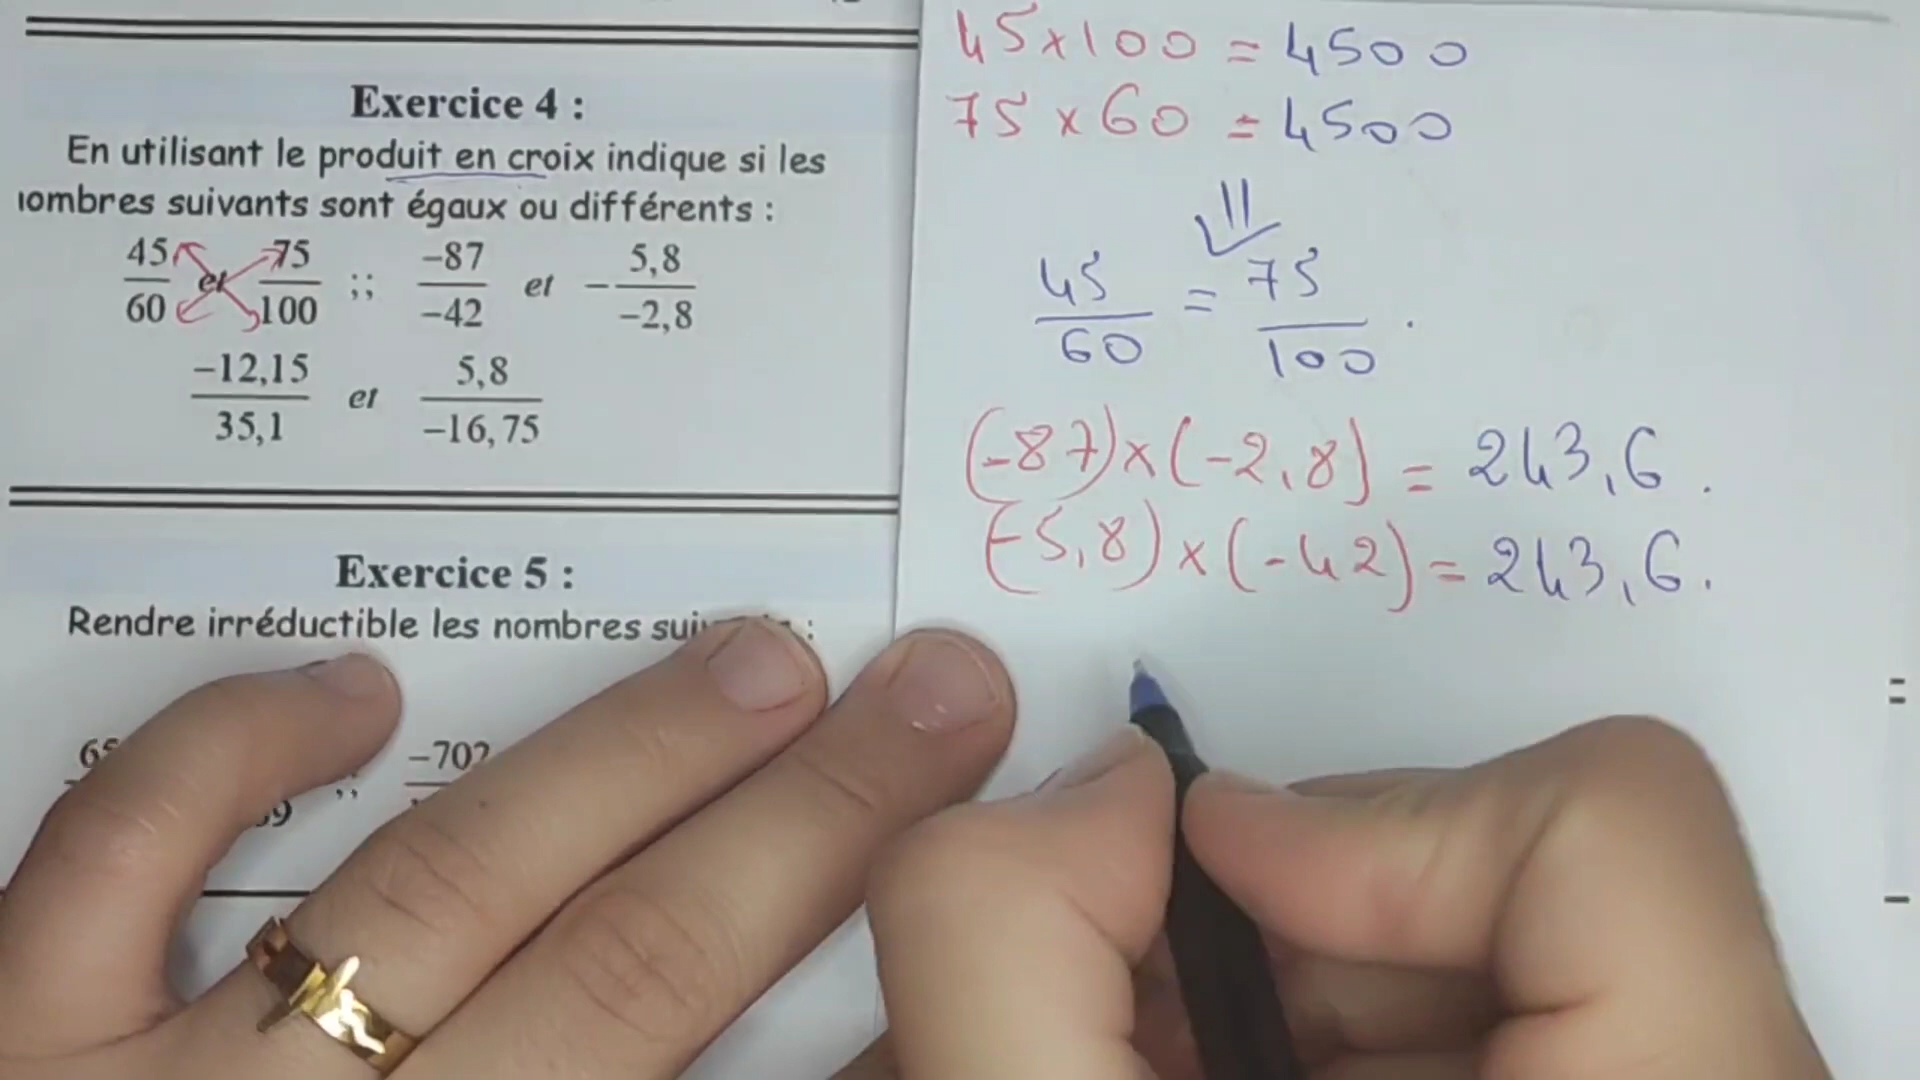 Exercice 4 :
En utilisant le produit en croix indique si les
ombres suivants sont égaux ou différents :
45/60 et 75/100 ;; -87/-42 et -5,8/-2,8
-12,15/35,1 et 5,8/-16,75
Exercice 5 :
Rendre irréductible les nombres :
;; -702
45×100 = 4500
75×60 = 4500
45/60 = 75/100 .
(-87)×(-2,8) = 243,6 .
(-5,8)×(-42) = 243,6 .